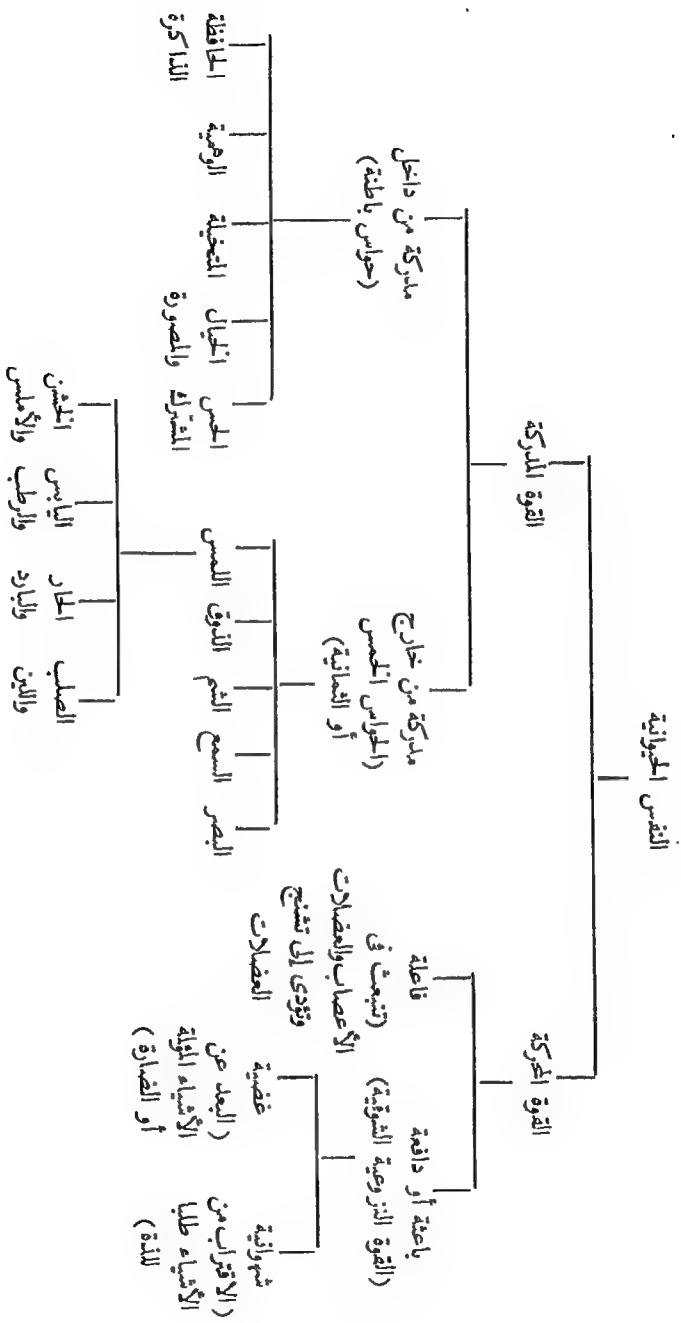 النفس الحيوانية
القوة المحركة
القوة المدركة
باعثة أو دافعة
(القوة النزوعية الشوقية)
فاعلة
(تنبعث فى
الأعصاب والعضلات
وتؤدى إلى تشنج
العضلات
شهوانية
(الاقتراب من
الأشياء طلبا
للذة)
غضبية
(البعد عن
الأشياء المؤلمة
أو الضارة)
مدركة من خارج
(الحواس الخمس
أو الثمانية)
مدركة من داخل
(حواس باطنة)
البصر
السمع
الشم
الذوق
اللمس
الحس
المشترك
الخيال
والمصورة
المتخيلة
الوهمية
الحافظة
الذاكرة
الصلب
واللين
الحار
والبارد
اليابس
والرطب
الخشن
والأملس